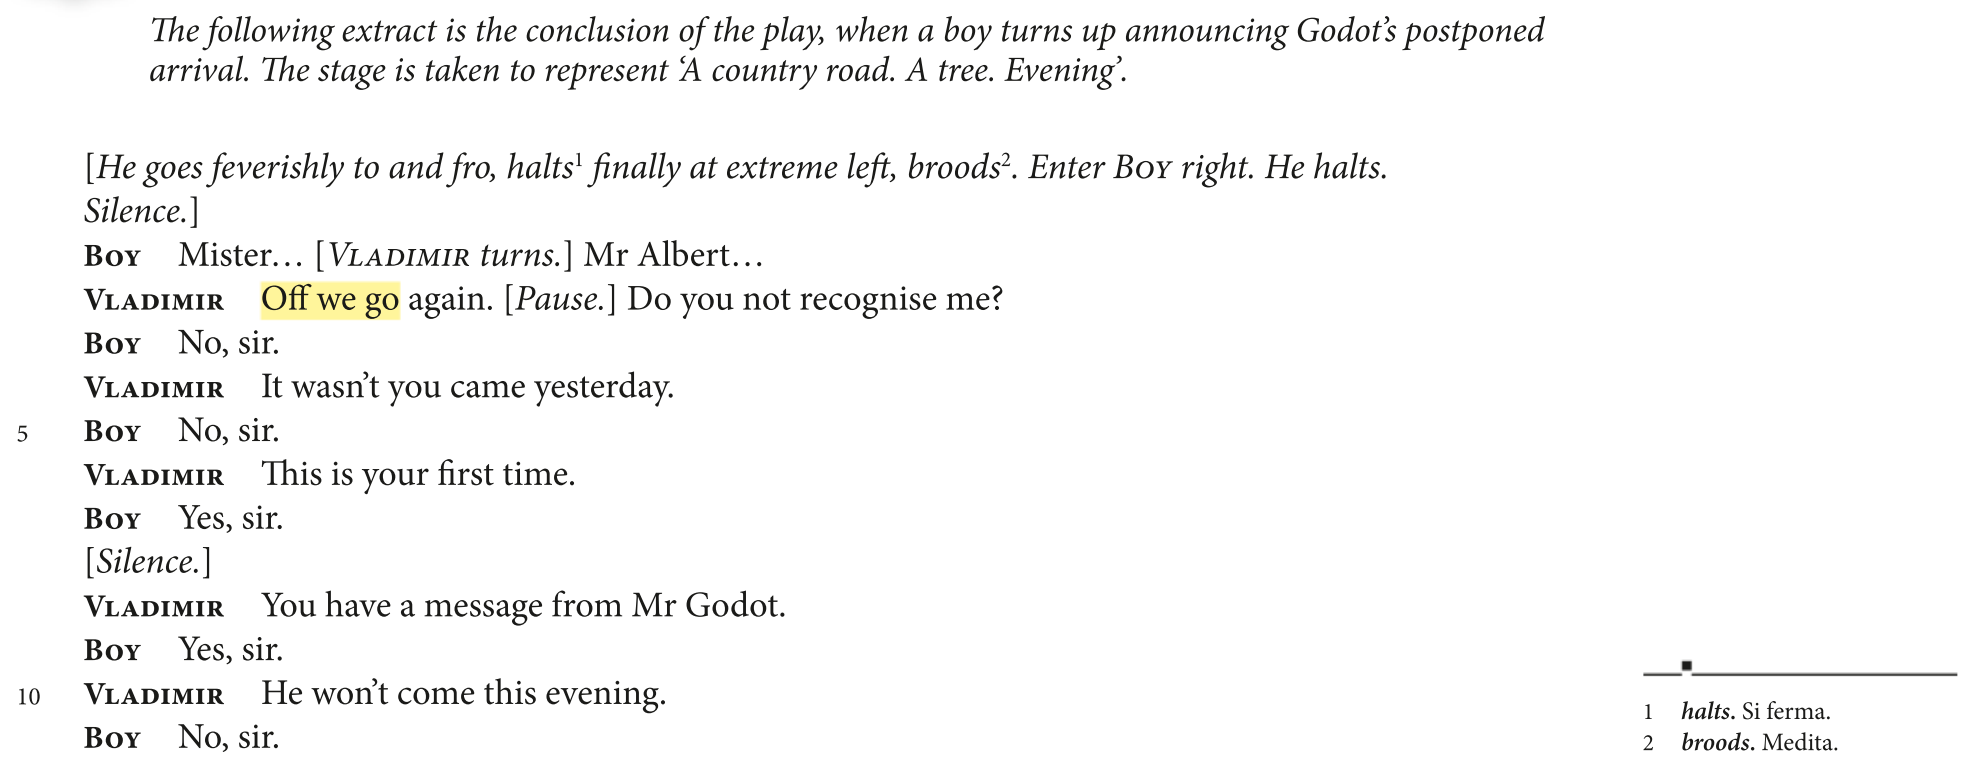 The following extract is the conclusion of the play, when a boy turns up announcing Godot's postponed
arrival. The stage is taken to represent ‘A country road. A tree. Evening’.
[He goes feverishly to and fro, halts1 finally at extreme left, broods2. Enter BOY right. He halts.
Silence.]
BOY Mister… [VLADIMIR turns.] Mr Albert…
VLADIMIR Off we go again. [Pause.] Do you not recognise me?
BOY No, sir.
VLADIMIR It wasn't you came yesterday.
5 BOY No, sir.
VLADIMIR This is your first time.
BOY Yes, sir.
[Silence.]
VLADIMIR You have a message from Mr Godot.
BOY Yes, sir.
10 VLADIMIR He won't come this evening.
BOY No, sir.
1 halts. Si ferma.
2 broods. Medita.